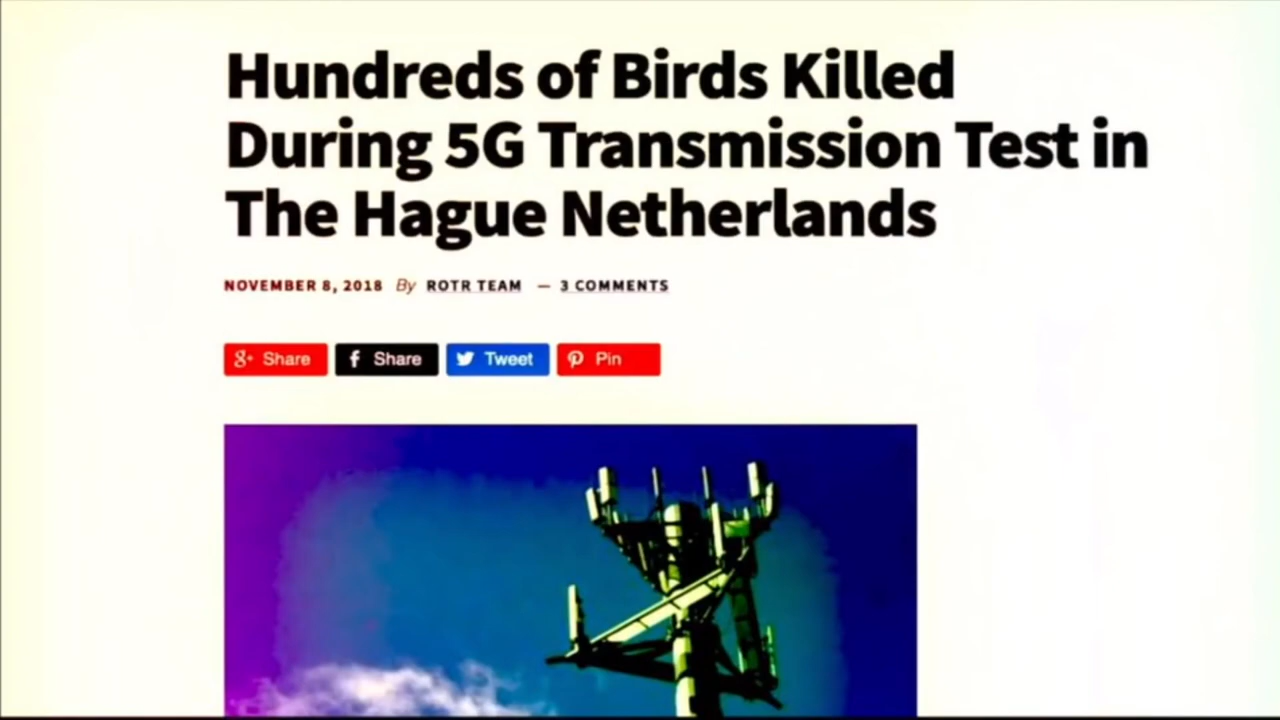 Hundreds of Birds Killed
During 5G Transmission Test in
The Hague Netherlands
NOVEMBER 8, 2018 By ROTR TEAM — 3 COMMENTS
Share Share Tweet Pin